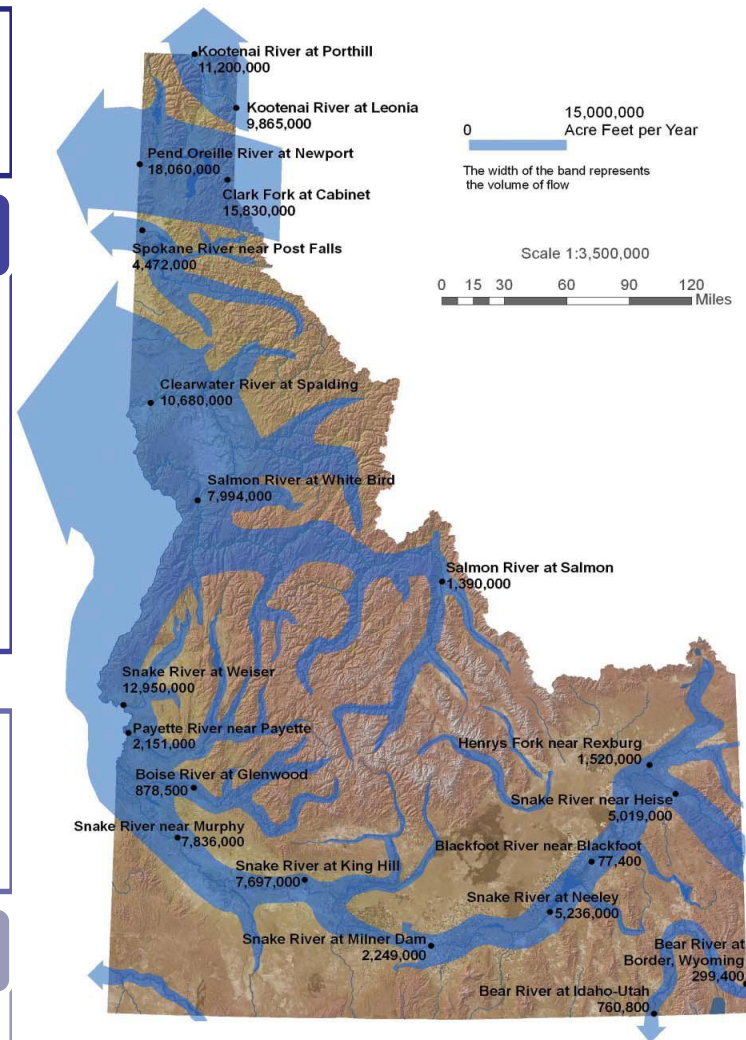 Kootenai River at Porthill
11,200,000
Kootenai River at Leonia
9,865,000
15,000,000
0
Acre Feet per Year
The width of the band represents
the volume of flow
Pend Oreille River at Newport
18,060,000
Clark Fork at Cabinet
15,830,000
Spokane River near Post Falls
4,472,000
Scale 1:3,500,000
0 15 30 60 90 120
Miles
Clearwater River at Spalding
10,680,000
Salmon River at White Bird
7,994,000
Salmon River at Salmon
1,390,000
Snake River at Weiser
12,950,000
Payette River near Payette
2,151,000
Henrys Fork near Rexburg
1,520,000
Boise River at Glenwood
878,500
Snake River near Heise
5,019,000
Snake River near Murphy
7,836,000
Blackfoot River near Blackfoot
77,400
Snake River at King Hill
7,697,000
Snake River at Neeley
5,236,000
Snake River at Milner Dam
2,249,000
Bear River at
Border, Wyoming
299,400
Bear River at Idaho-Utah
760,800